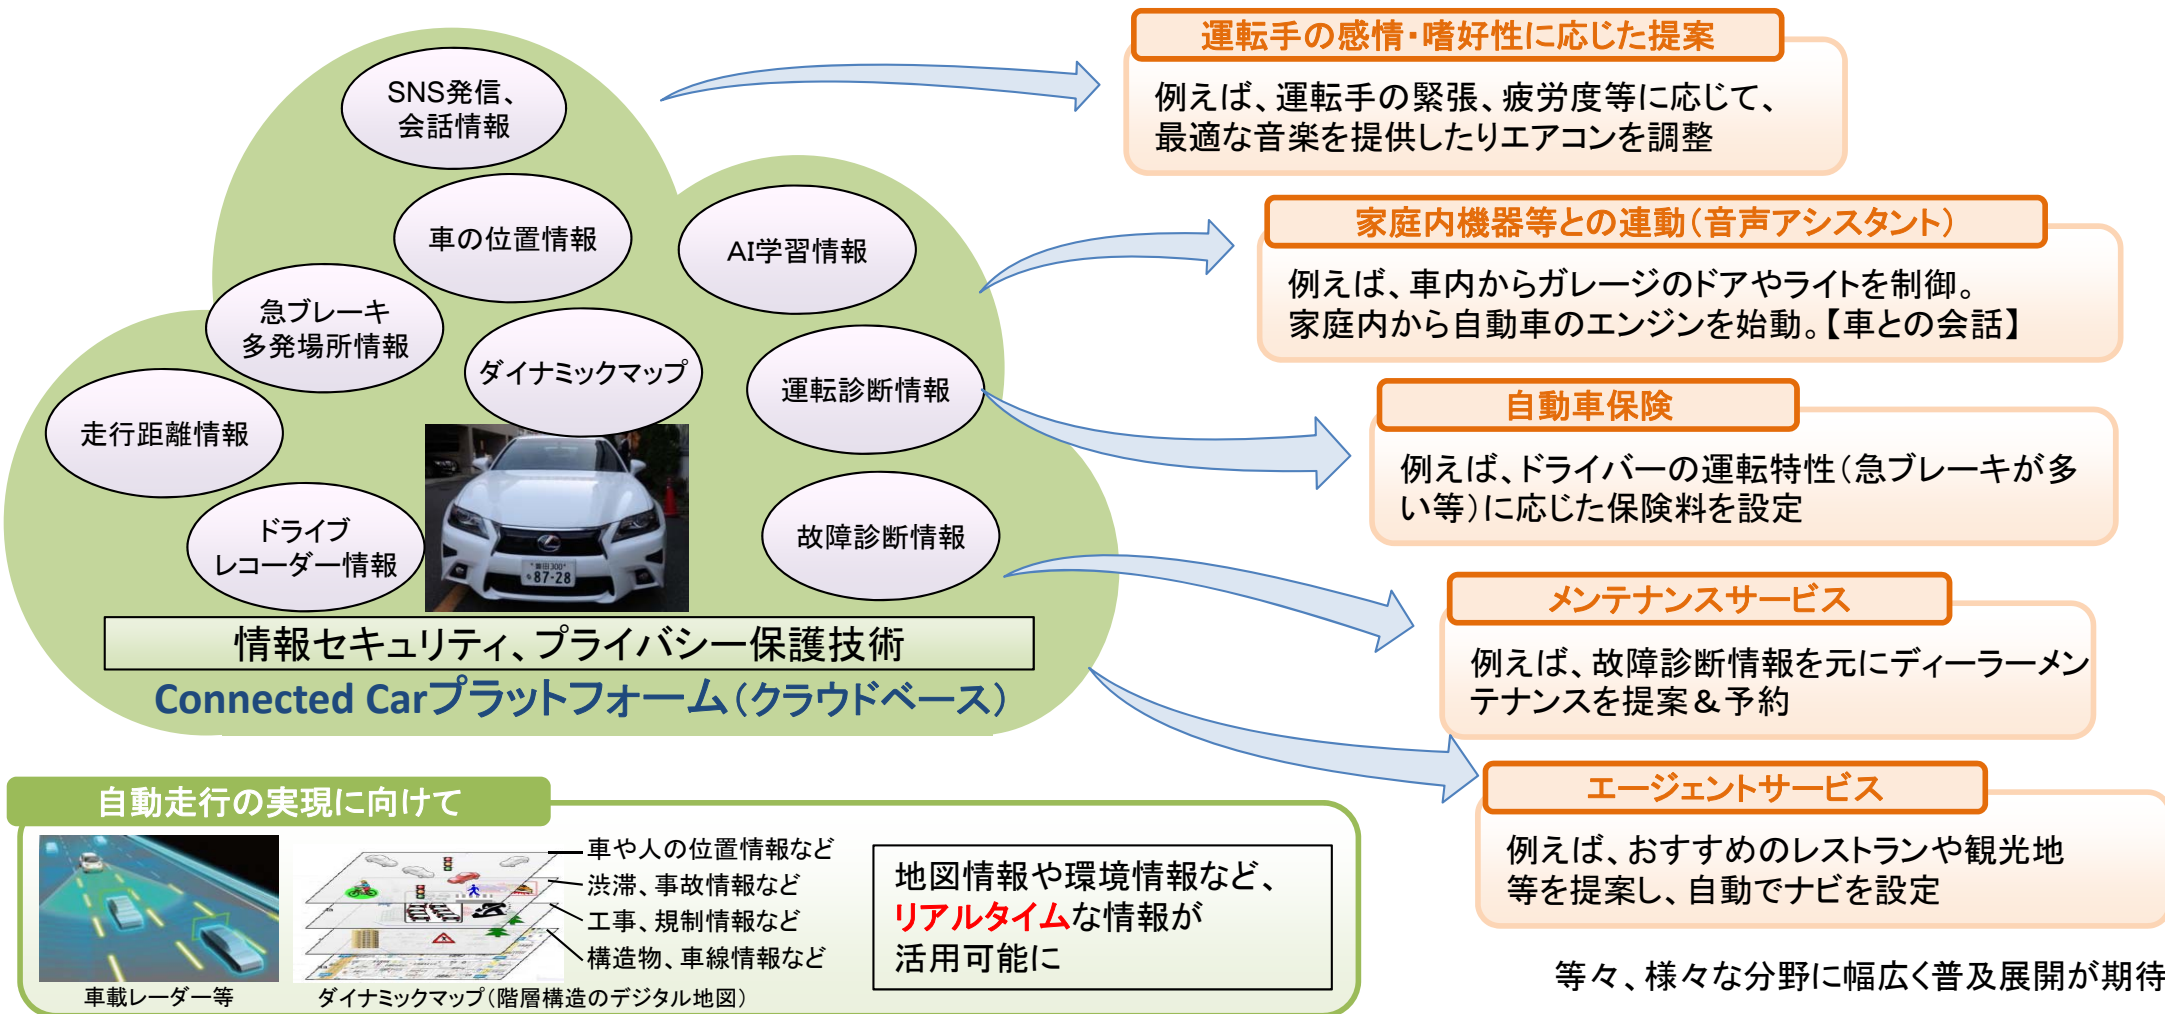 SNS発信、
会話情報
車の位置情報
AI学習情報
急ブレーキ
多発場所情報
ダイナミックマップ
運転診断情報
走行距離情報
ドライブ
レコーダー情報
故障診断情報
豊田300
87-28
情報セキュリティ、プライバシー保護技術
Connected Carプラットフォーム(クラウドベース)
運転手の感情・嗜好性に応じた提案
例えば、運転手の緊張、疲労度等に応じて、
最適な音楽を提供したりエアコンを調整
家庭内機器等との連動(音声アシスタント)
例えば、車内からガレージのドアやライトを制御。
家庭内から自動車のエンジンを始動。【車との会話】
自動車保険
例えば、ドライバーの運転特性(急ブレーキが多
い等)に応じた保険料を設定
メンテナンスサービス
例えば、故障診断情報を元にディーラーメン
テナンスを提案&予約
エージェントサービス
例えば、おすすめのレストランや観光地
等を提案し、自動でナビを設定
等々、様々な分野に幅広く普及展開が期待
自動走行の実現に向けて
車載レーダー等
車や人の位置情報など
渋滞、事故情報など
工事、規制情報など
構造物、車線情報など
ダイナミックマップ(階層構造のデジタル地図)
地図情報や環境情報など、
リアルタイムな情報が
活用可能に